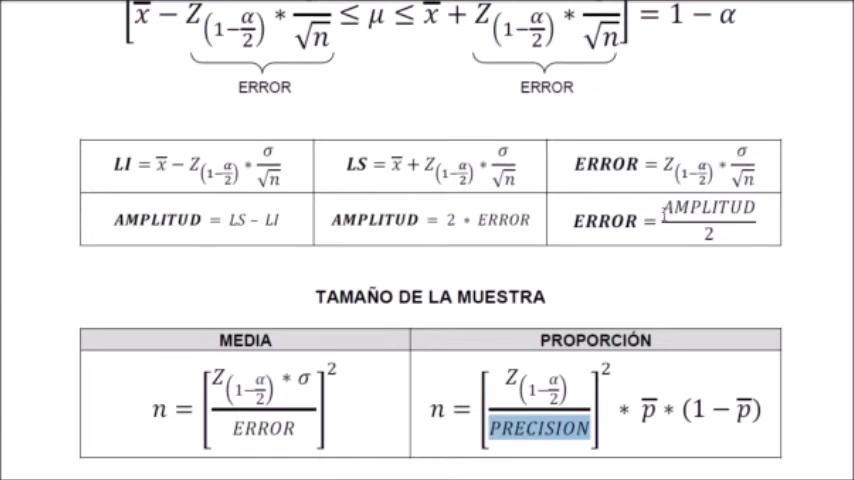 [x̅ − Z(1−α/2) * /√n ≤ μ ≤ x̅ + Z(1−α/2) * /√n] = 1 − α
ERROR ERROR
LI = x̅ − Z(1−α/2) * σ/√n LS = x̅ + Z(1−α/2) * σ/√n ERROR = Z(1−α/2) * σ/√n
AMPLITUD = LS – LI AMPLITUD = 2 * ERROR ERROR = AMPLITUD/2
TAMAÑO DE LA MUESTRA
MEDIA PROPORCIÓN
n = [Z(1−α/2) * σ / ERROR]² n = [Z(1−α/2) / PRECISION]² * p̅ * (1 − p̅)